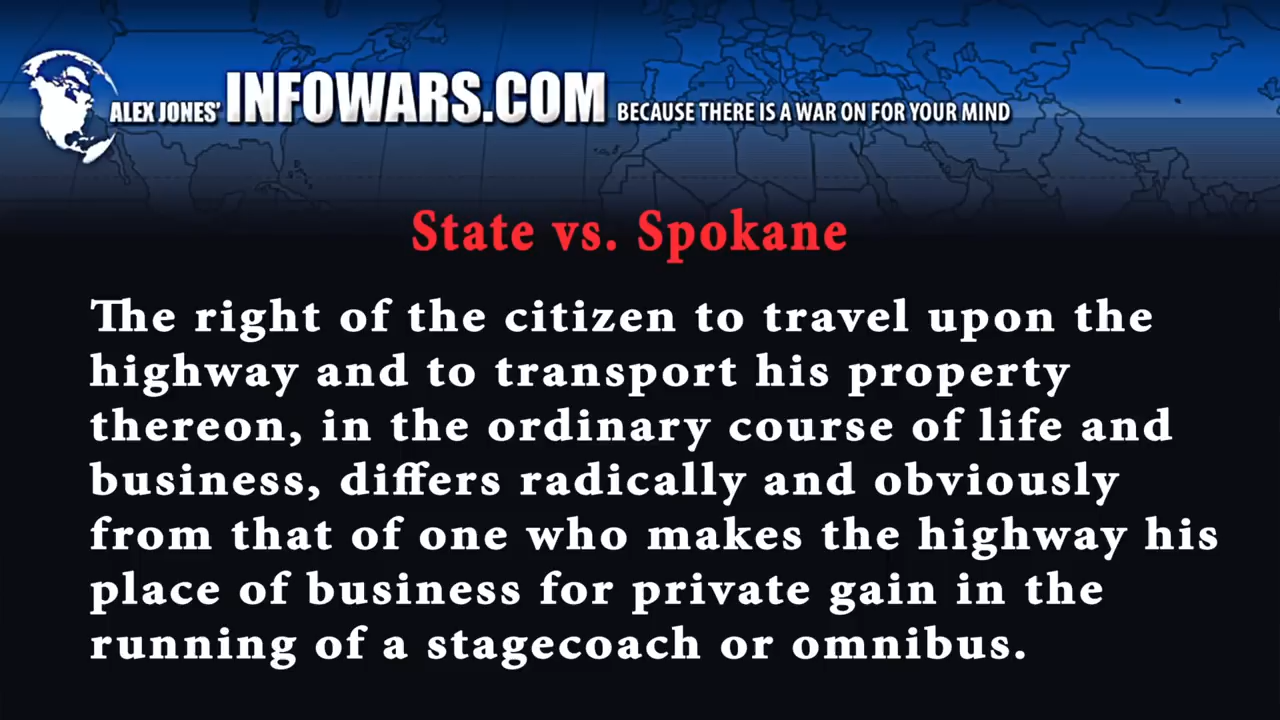 ALEX JONES' INFOWARS.COM BECAUSE THERE IS A WAR ON FOR YOUR MIND
State vs. Spokane
The right of the citizen to travel upon the
highway and to transport his property
thereon, in the ordinary course of life and
business, differs radically and obviously
from that of one who makes the highway his
place of business for private gain in the
running of a stagecoach or omnibus.